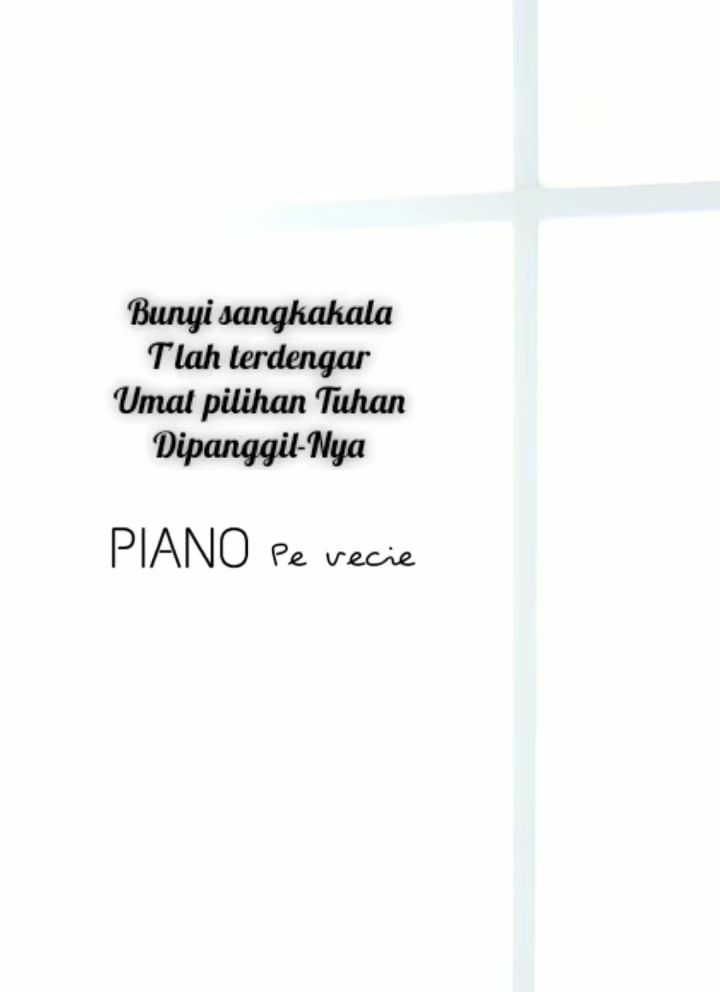 Bunyi sangkakala
T'lah terdengar
Umat pilihan Tuhan
Dipanggil-Nya
PIANO Pe vecie